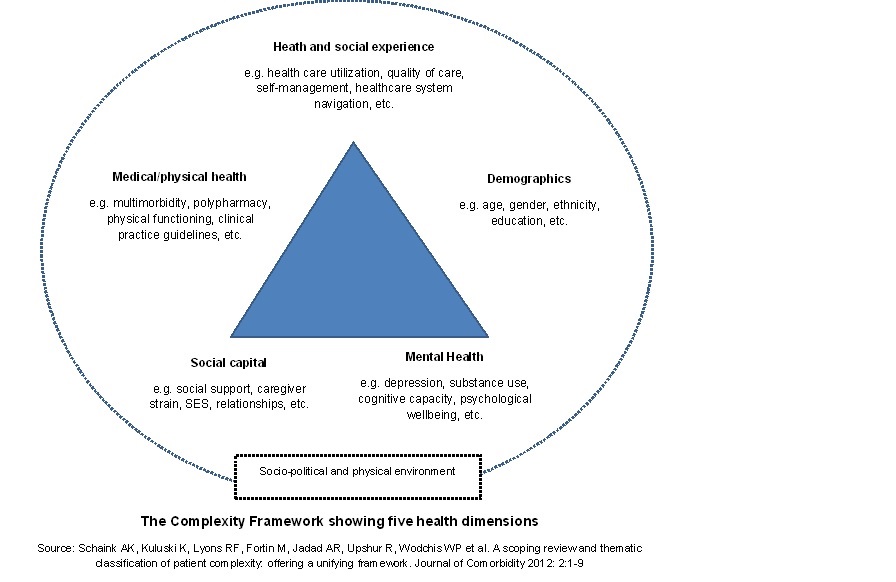 Heath and social experience
e.g. health care utilization, quality of care,
self-management, healthcare system
navigation, etc.
Medical/physical health
e.g. multimorbidity, polypharmacy,
physical functioning, clinical
practice guidelines, etc.
Demographics
e.g. age, gender, ethnicity,
education, etc.
Social capital
e.g. social support, caregiver
strain, SES, relationships, etc.
Mental Health
e.g. depression, substance use,
cognitive capacity, psychological
wellbeing, etc.
Socio-political and physical environment
The Complexity Framework showing five health dimensions
Source: Schaink AK, Kuluski K, Lyons RF, Fortin M, Jadad AR, Upshur R, Wodchis WP et al. A scoping review and thematic
classification of patient complexity: offering a unifying framework. Journal of Comorbidity 2012: 2:1-9